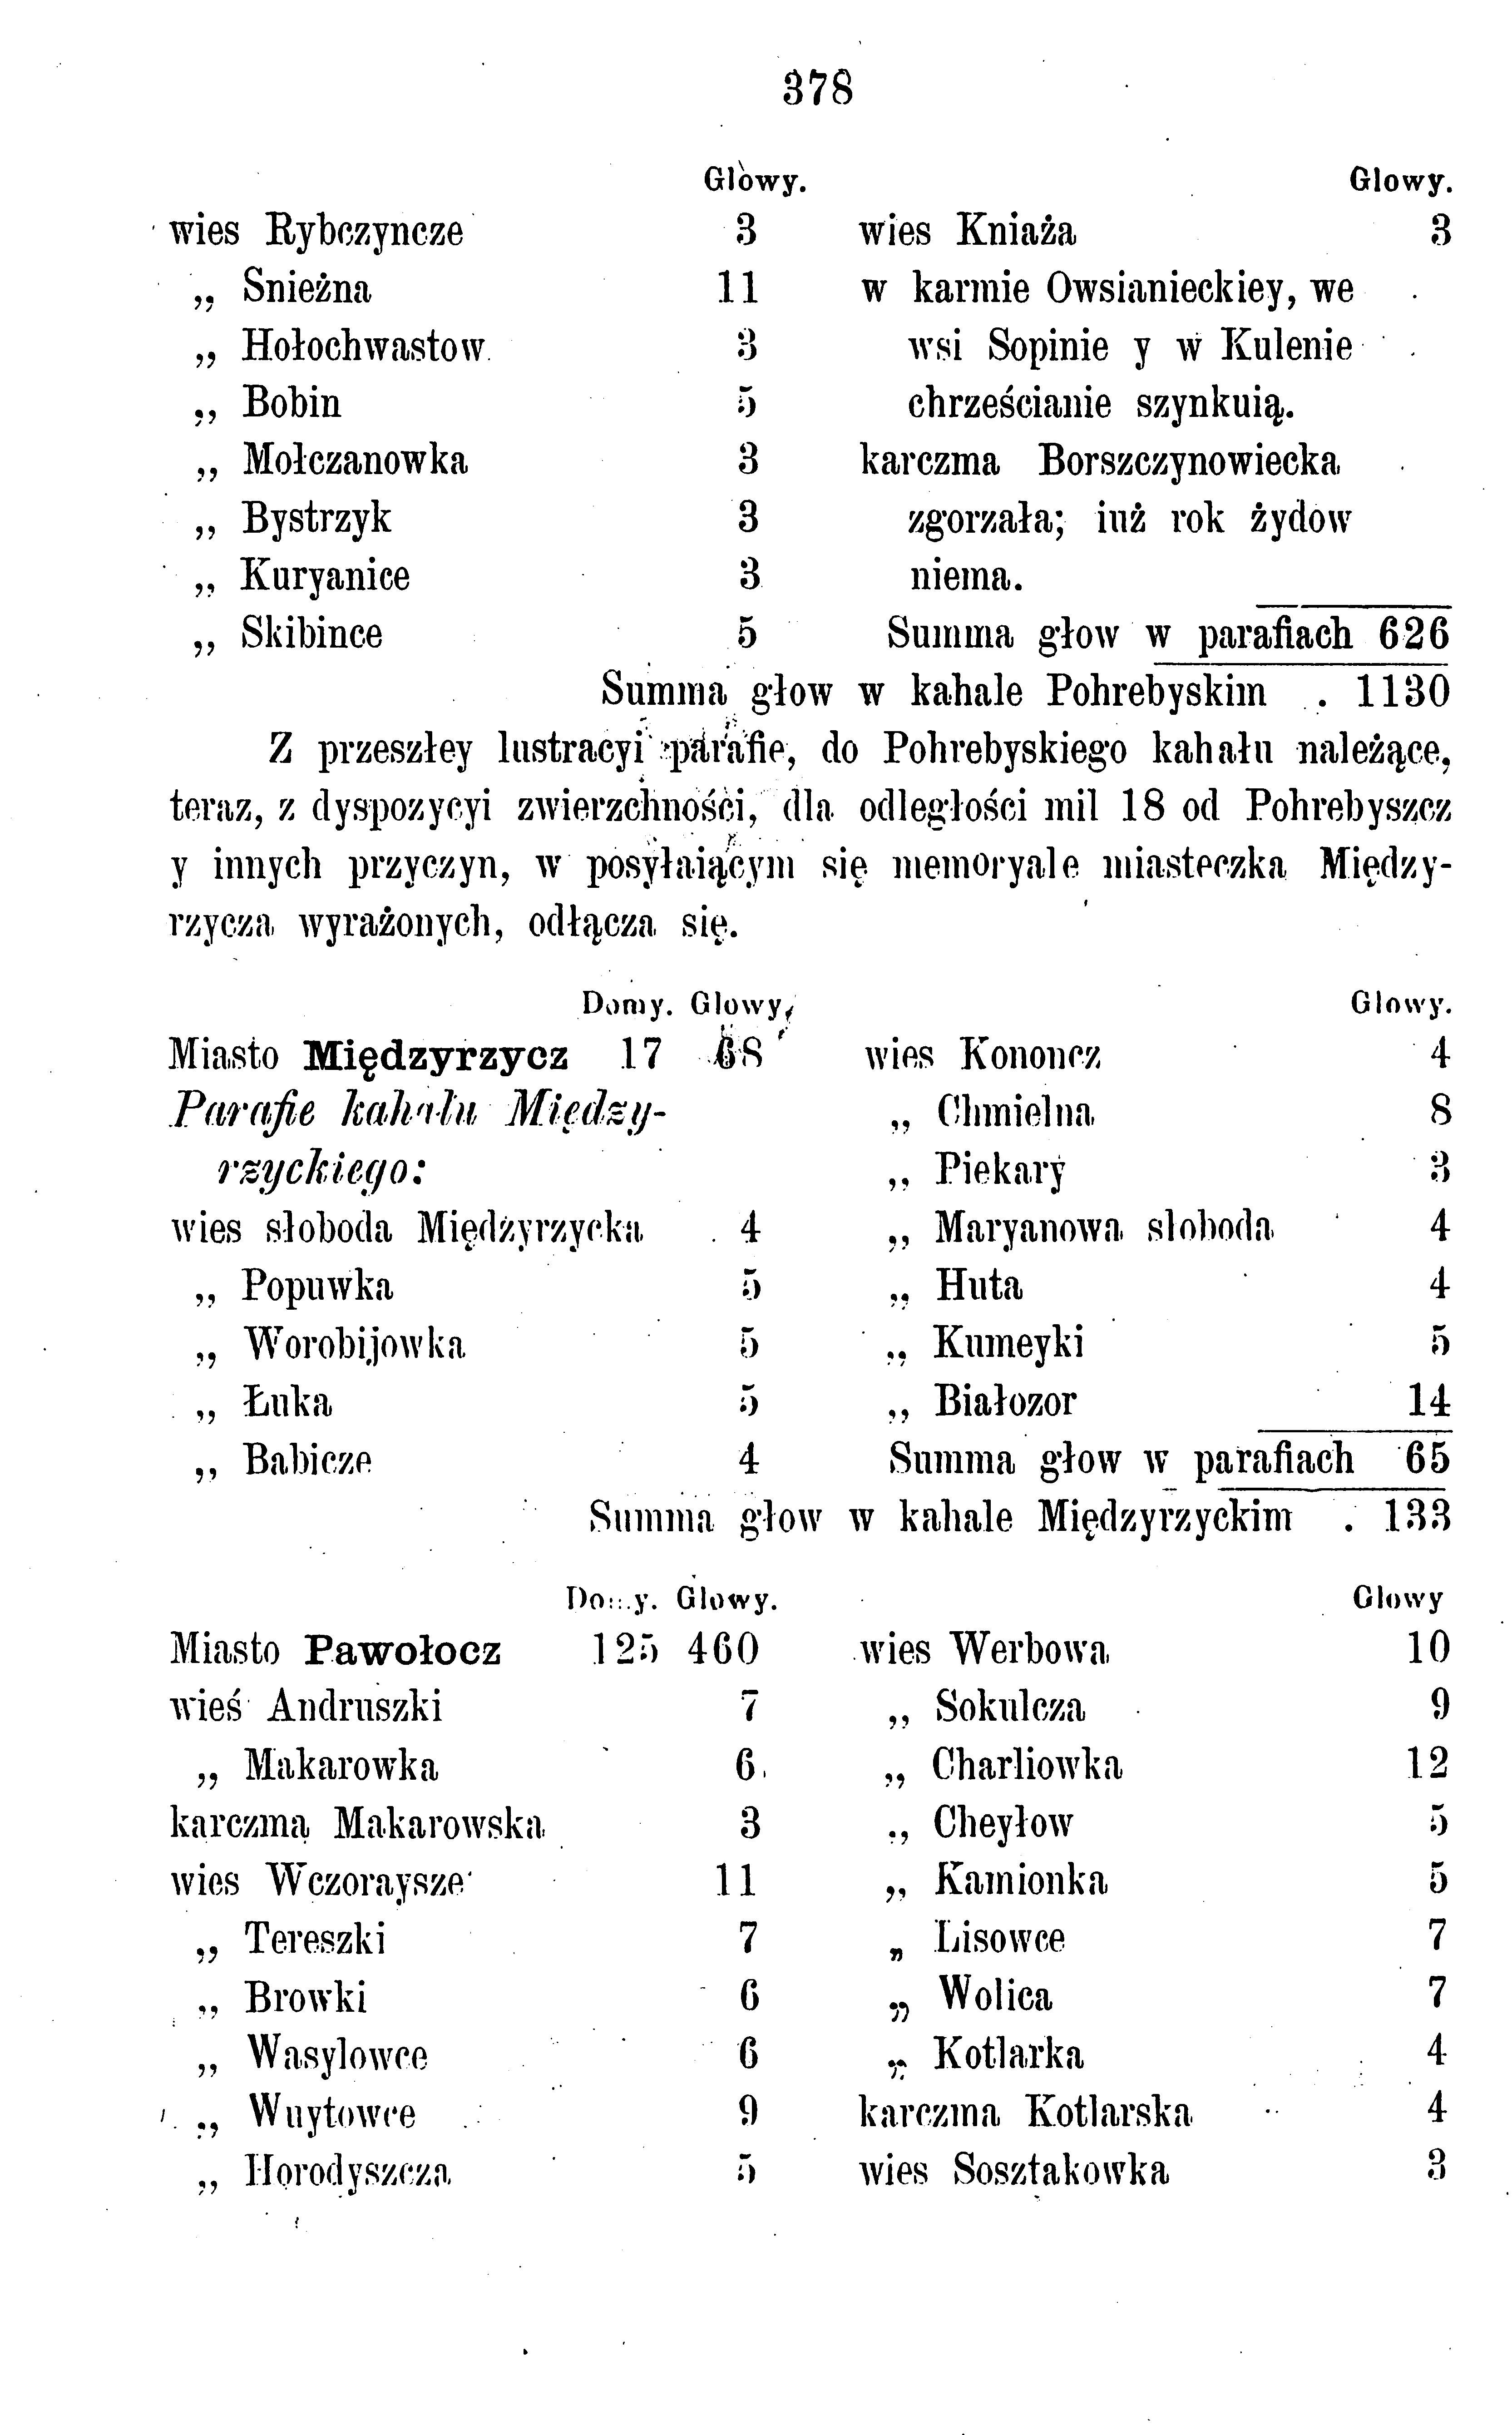 378
Glowy.
wies Rybczyncze 3
„ Snieżna 11
„ Hołochwastow 3
„ Bobin 5
„ Mołczanowka 3
„ Bystrzyk 3
„ Kuryanice 3
„ Skibince 5
Glowy.
wies Kniaża 3
w karmie Owsianieckiey, we
wsi Sopinie y w Kulenie
chrześcianie szynkuią.
karczma Borszczynowiecka
zgorzała; iuż rok żydow
niema.
Summa głow w parafiach 626
Summa głow w kahale Pohrebyskim . 1130
Z przeszłey lustracyi parafie, do Pohrebyskiego kahału należące,
teraz, z dyspozycyi zwierzchności, dla odległości mil 18 od Pohrebyszcz
y innych przyczyn, w posyłaiącym się memoryale miasteczka Między-
rzycza wyrażonych, odłącza się.
Domy. Glowy.
Miasto Międzyrzycz 17 68
Parafie kahału Między-
rzyckiego:
wies słoboda Międzyrzycka 4
„ Popuwka 5
„ Worobijowka 5
„ Łuka 5
„ Babicze 4
Glowy.
wies Kononcz 4
„ Chmielna 8
„ Piekary 3
„ Maryanowa sloboda 4
„ Huta 4
„ Kumeyki 5
„ Białozor 14
Summa głow w parafiach 65
Summa głow w kahale Międzyrzyckim . 133
Domy. Glowy.
Miasto Pawołocz 125 460
wieś Andruszki 7
„ Makarowka 6
karczma Makarowska 3
wies Wczoraysze 11
„ Tereszki 7
„ Browki 6
„ Wasylowce 6
„ Wuytowce 9
„ Horodyszcza 5
Glowy
wies Werbowa 10
„ Sokulcza 9
„ Charliowka 12
„ Cheyłow 5
„ Kamionka 5
„ Lisowce 7
„ Wolica 7
„ Kotlarka 4
karczma Kotlarska 4
wies Sosztakowka 3